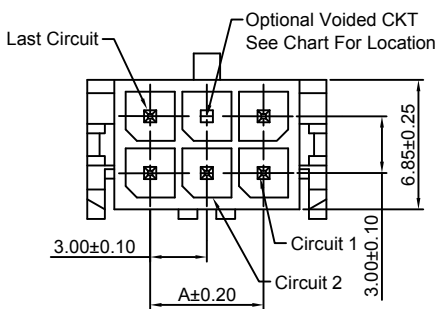 Optional Voided CKT
See Chart For Location
Last Circuit
6.85±0.25
3.00±0.10
3.00±0.10
Circuit 1
Circuit 2
A±0.20